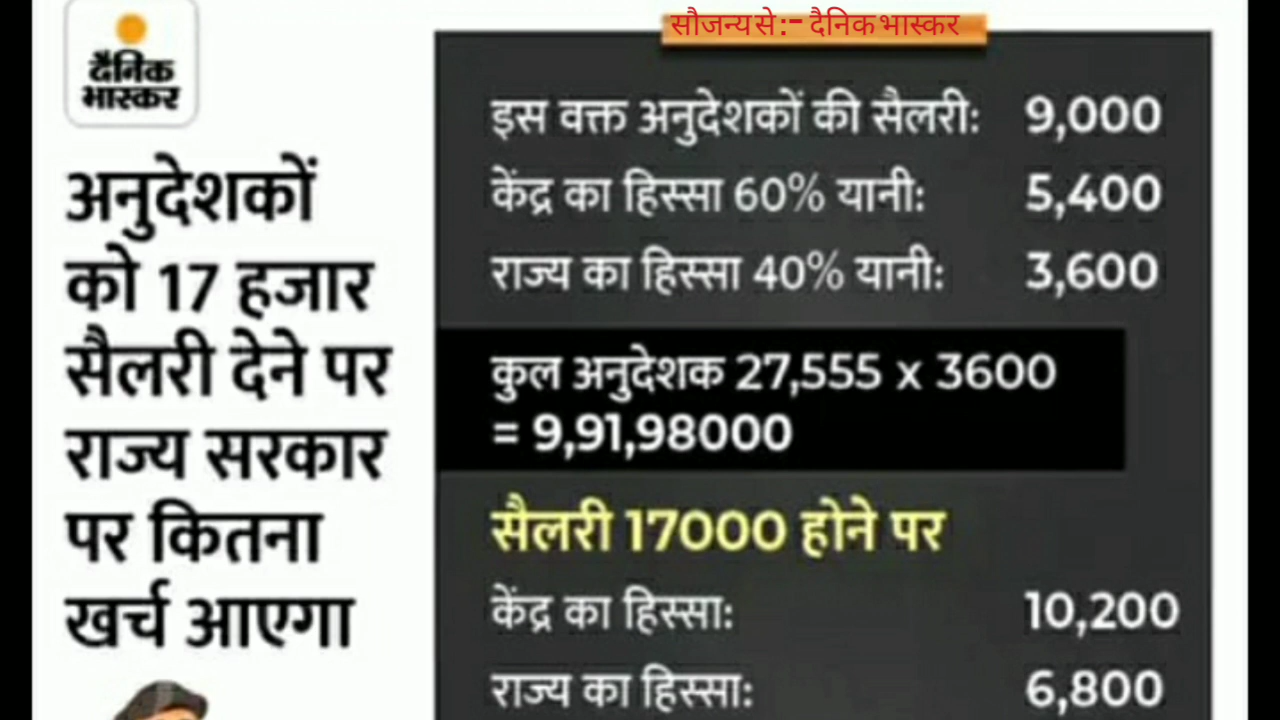 दैनिक
भास्कर
अनुदेशकों
को 17 हजार
सैलरी देने पर
राज्य सरकार
पर कितना
खर्च आएगा
सौजन्य से :- दैनिक भास्कर
इस वक्त अनुदेशकों की सैलरी: 9,000
केंद्र का हिस्सा 60% यानी: 5,400
राज्य का हिस्सा 40% यानी: 3,600
कुल अनुदेशक 27,555 x 3600
= 9,91,98000
सैलरी 17000 होने पर
केंद्र का हिस्सा: 10,200
राज्य का हिस्सा: 6,800